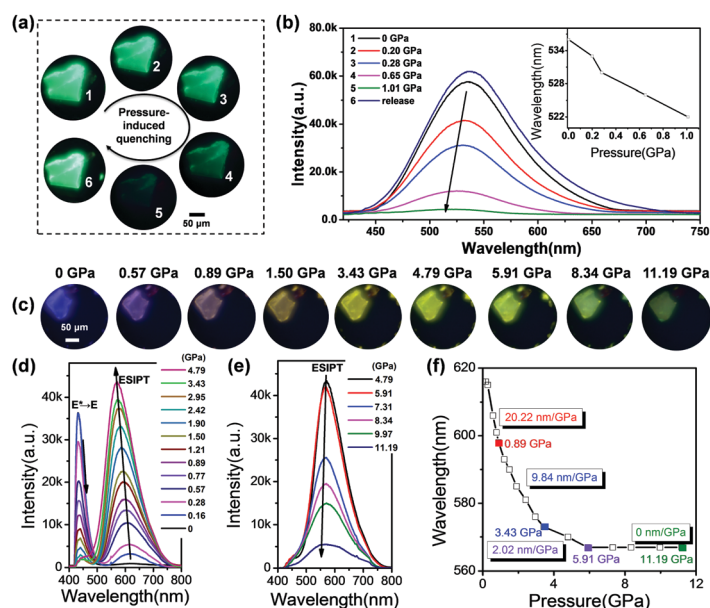 (a)
1
2
3
Pressure-
induced
quenching
6
5
4
50 μm
(b)
1 0 GPa
2 0.20 GPa
3 0.28 GPa
4 0.65 GPa
5 1.01 GPa
6 release
80.0k
60.0k
40.0k
20.0k
0.0
Intensity(a.u.)
450 500 550 600 650 700 750
Wavelength(nm)
534
528
522
Wavelength(nm)
0.0 0.2 0.4 0.6 0.8 1.0
Pressure(GPa)
0 GPa 0.57 GPa 0.89 GPa 1.50 GPa 3.43 GPa 4.79 GPa 5.91 GPa 8.34 GPa 11.19 GPa
(c)
50 μm
(d)
(GPa)
4.79
3.43
2.95
2.42
1.90
1.50
1.21
0.89
0.77
0.57
0.28
0.16
0
ESIPT
E*→E
40k
30k
20k
10k
0
Intensity(a.u.)
400 500 600 700 800
Wavelength(nm)
(e)
ESIPT
(GPa)
4.79
5.91
7.31
8.34
9.97
11.19
40k
30k
20k
10k
0
Intensity(a.u.)
400 500 600 700 800
Wavelength(nm)
(f)
620
600
580
560
Wavelength(nm)
20.22 nm/GPa
0.89 GPa
9.84 nm/GPa
3.43 GPa
0 nm/GPa
2.02 nm/GPa
5.91 GPa
11.19 GPa
0 4 8 12
Pressure(GPa)